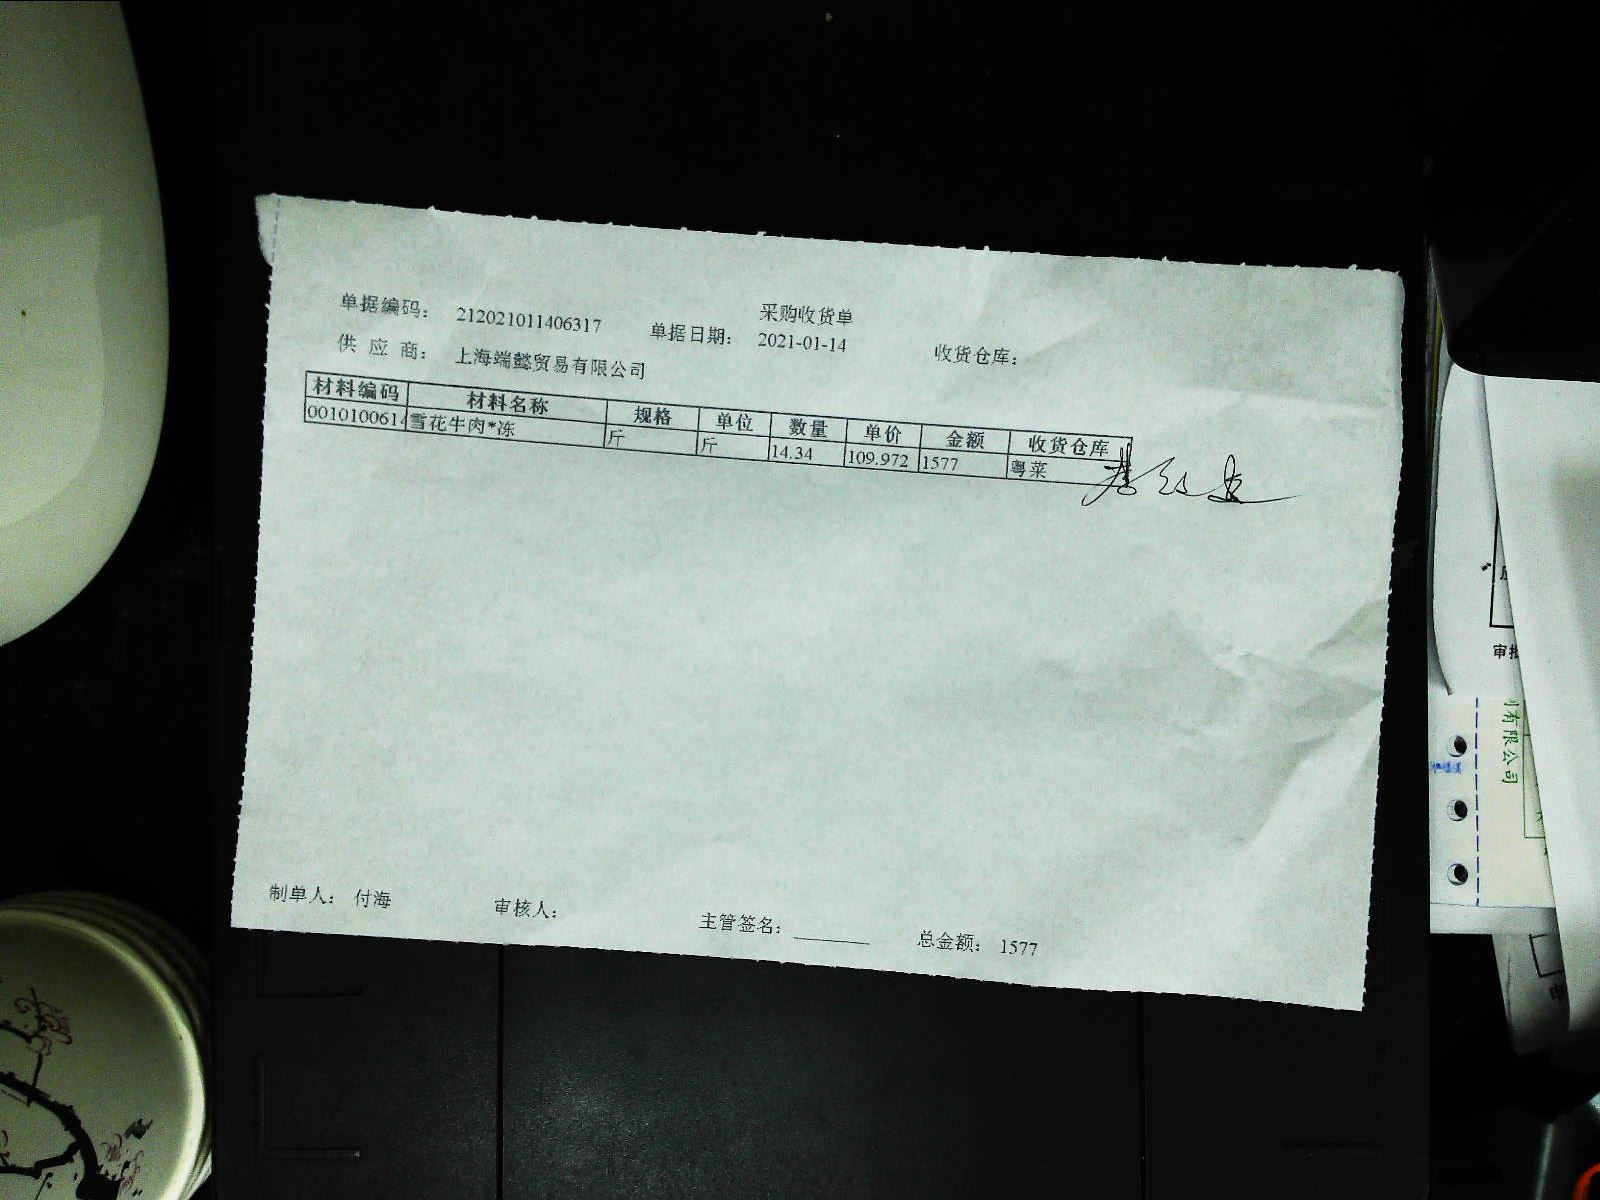 采购收货单
单据编码： 212021011406317 单据日期： 2021-01-14 收货仓库：
供 应 商： 上海端懿贸易有限公司
材料编码 材料名称 规格 单位 数量 单价 金额 收货仓库
0010100614 雪花牛肉*冻 斤 斤 14.34 109.972 1577 粤菜
制单人： 付海 审核人： 主管签名： 总金额： 1577
审批
有限公司